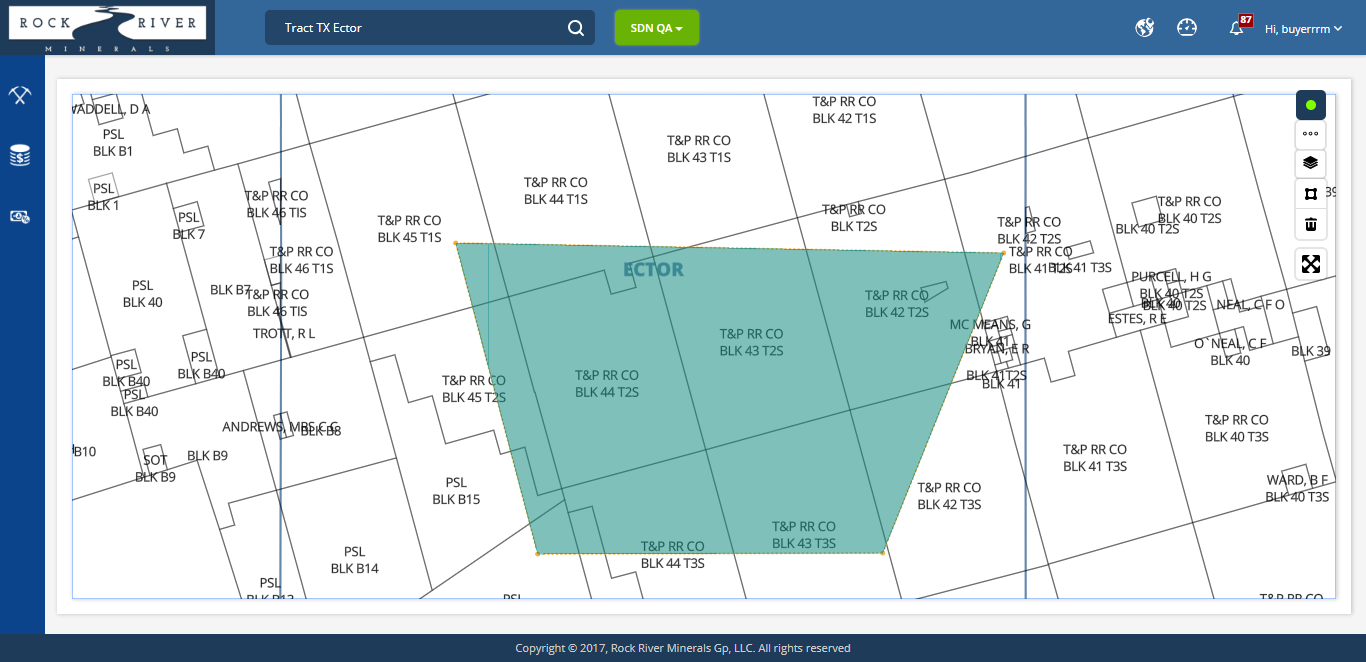 ROCK RIVER
MINERALS
Tract TX Ector
SDN QA
87
Hi, buyerrrm
WADDELL, D A
PSL
BLK B1
PSL
BLK 1
PSL
BLK 7
T&P RR CO
BLK 46 TIS
T&P RR CO
BLK 46 T1S
BLK B7
T&P RR CO
BLK 46 TIS
TROTT, R L
PSL
BLK 40
PSL
BLK B40
PSL
BLK B40
PSL
BLK B40
B10
SOT
BLK B9
BLK B9
ANDREWS, MRS C G
BLK B8
PSL
BLK B13
PSL
BLK B14
PSL
BLK B15
PSL
T&P RR CO
BLK 45 T1S
T&P RR CO
BLK 44 T1S
T&P RR CO
BLK 43 T1S
T&P RR CO
BLK 42 T1S
T&P RR CO
BLK T2S
ECTOR
T&P RR CO
BLK 45 T2S
T&P RR CO
BLK 44 T2S
T&P RR CO
BLK 43 T2S
T&P RR CO
BLK 42 T2S
T&P RR CO
BLK 44 T3S
T&P RR CO
BLK 43 T3S
T&P RR CO
BLK 42 T3S
T&P RR CO
BLK 42 T2S
T&P RR CO
BLK 41 T2S
BLK 41 T3S
MC MEANS, G
BLK 41
BRYAN, E R
BLK 41 T2S
BLK 41
T&P RR CO
BLK 41 T3S
T&P RR CO
BLK 40 T2S
BLK 40 T2S
39
PURCELL, H G
BLK 40 T2S
BLK 40
BLK 40 T2S
NEAL, C F O
ESTES, R E
O`NEAL, C F
BLK 40
BLK 39
T&P RR CO
BLK 40 T3S
WARD, B F
BLK 40 T3S
T&P RR CO
Copyright © 2017, Rock River Minerals Gp, LLC. All rights reserved